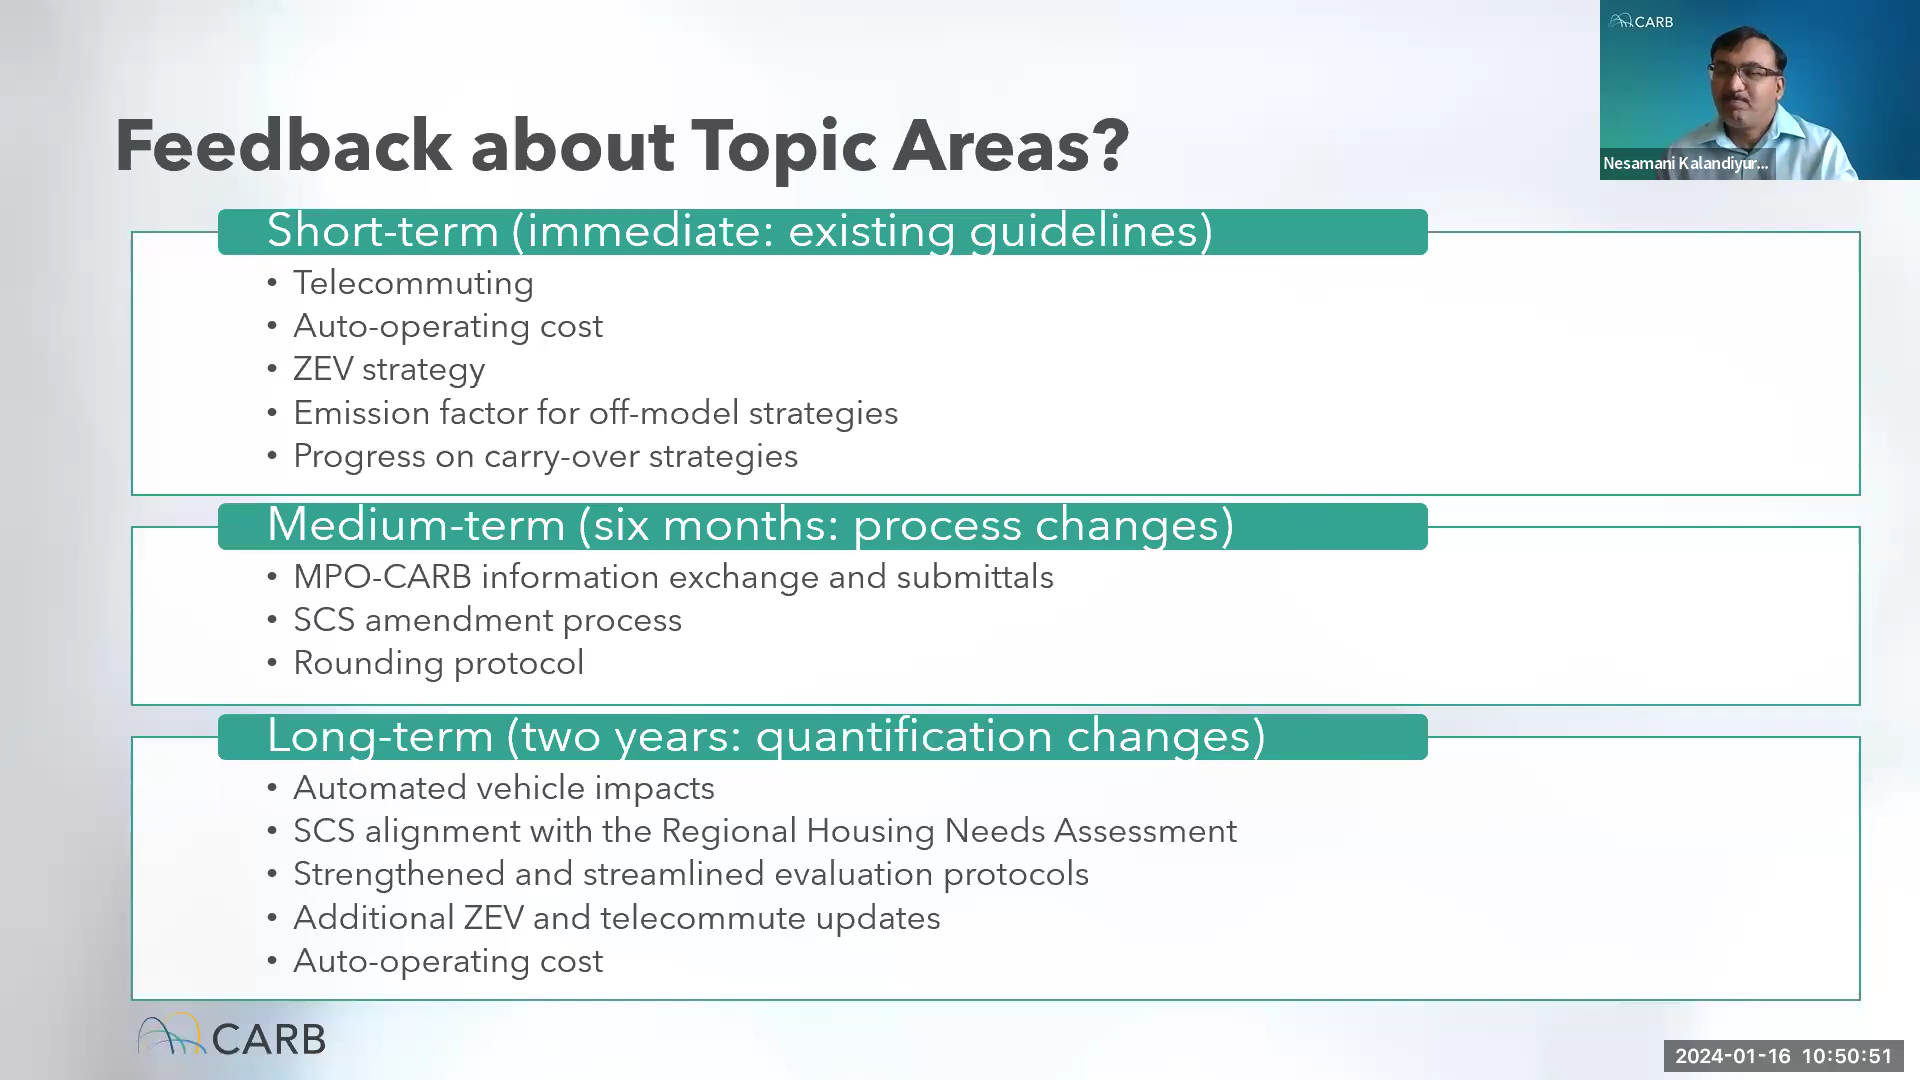 CARB
Nesamani Kalandiyur...
Feedback about Topic Areas?
Short-term (immediate: existing guidelines)
• Telecommuting
• Auto-operating cost
• ZEV strategy
• Emission factor for off-model strategies
• Progress on carry-over strategies
Medium-term (six months: process changes)
• MPO-CARB information exchange and submittals
• SCS amendment process
• Rounding protocol
Long-term (two years: quantification changes)
• Automated vehicle impacts
• SCS alignment with the Regional Housing Needs Assessment
• Strengthened and streamlined evaluation protocols
• Additional ZEV and telecommute updates
• Auto-operating cost
CARB
2024-01-16 10:50:51